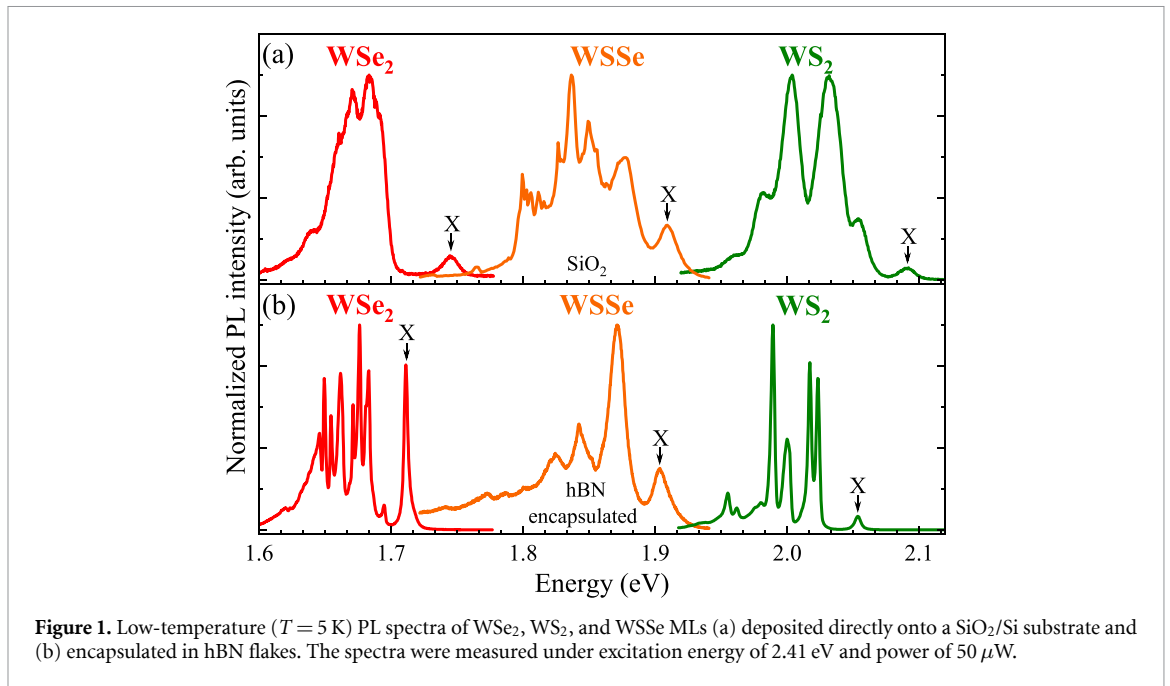 Normalized PL intensity (arb. units)
(a)
WSe₂
WSSe
WS₂
X
X
X
SiO₂
(b)
WSe₂
WSSe
WS₂
X
X
X
hBN
encapsulated
1.6
1.7
1.8
1.9
2.0
2.1
Energy (eV)
Figure 1. Low-temperature (T = 5 K) PL spectra of WSe₂, WS₂, and WSSe MLs (a) deposited directly onto a SiO₂/Si substrate and
(b) encapsulated in hBN flakes. The spectra were measured under excitation energy of 2.41 eV and power of 50 μW.